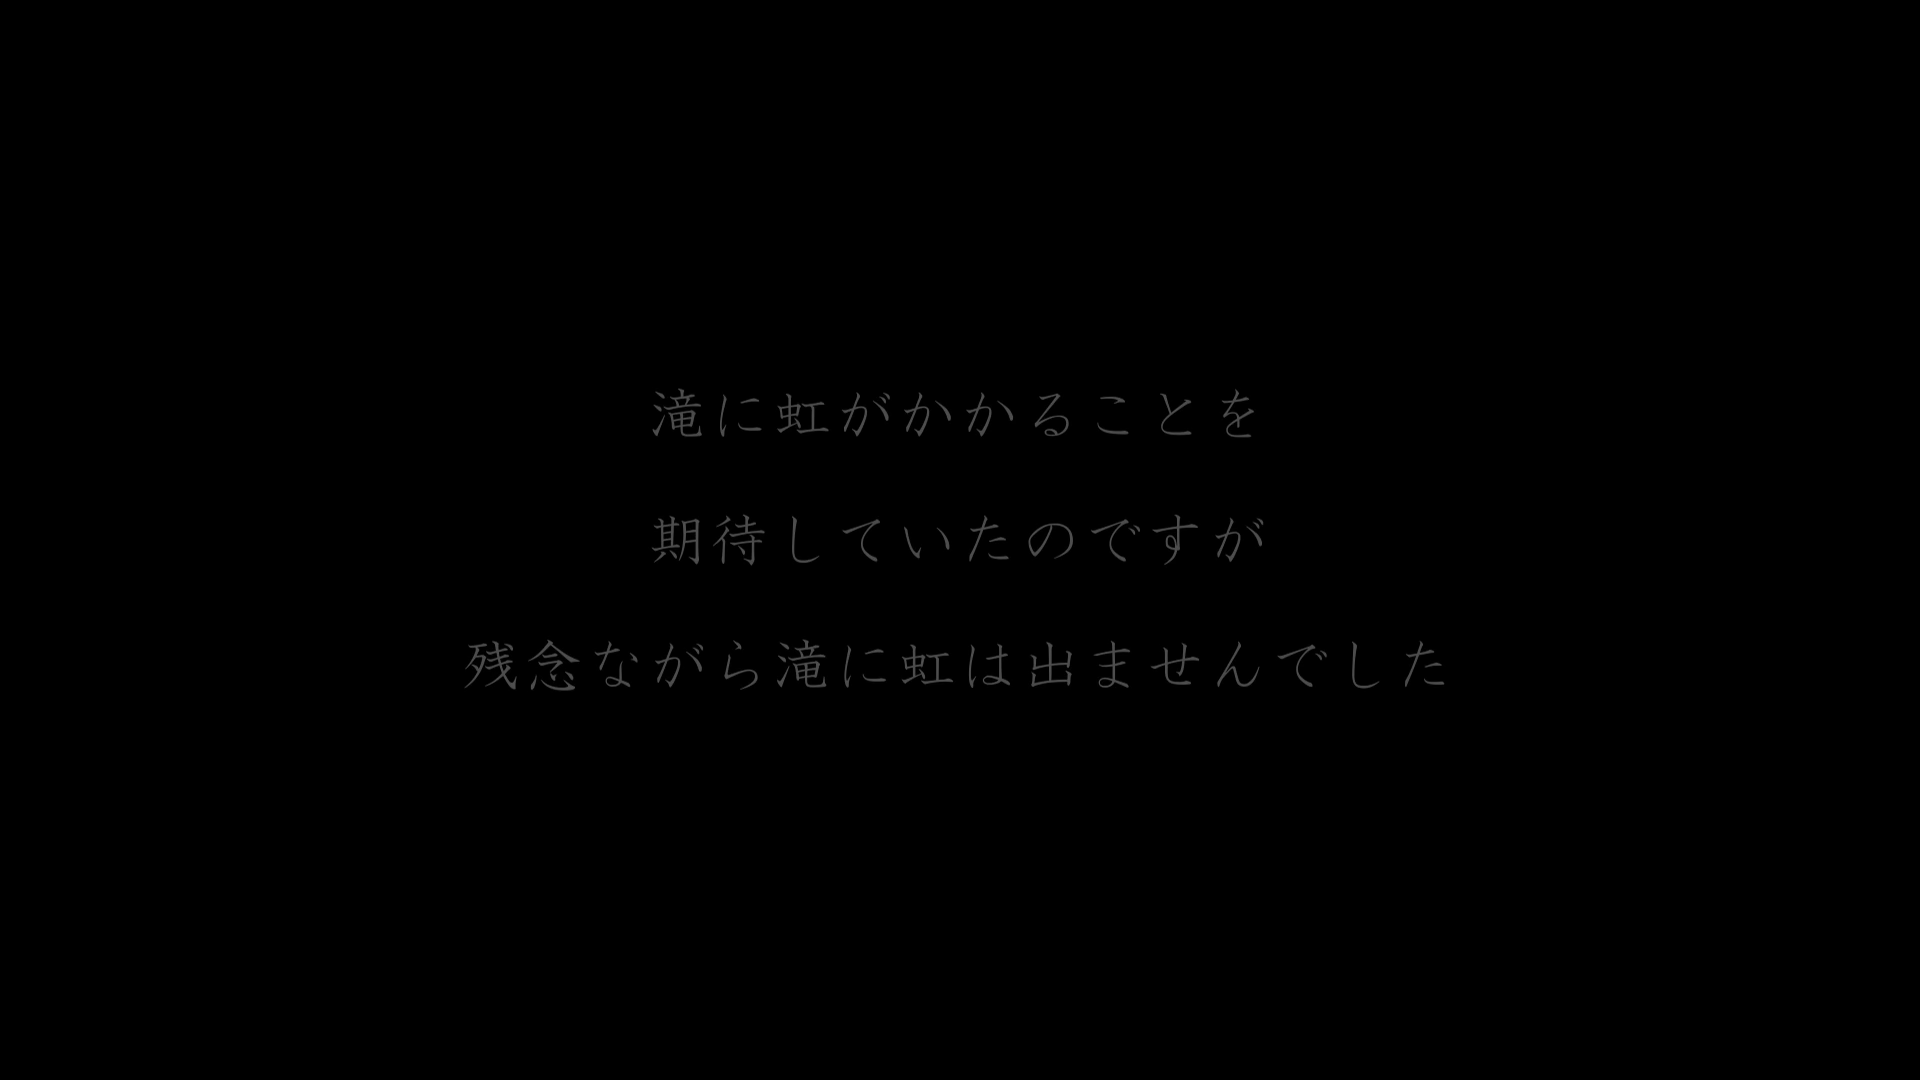 滝に虹がかかることを
期待していたのですが
残念ながら滝に虹は出ませんでした